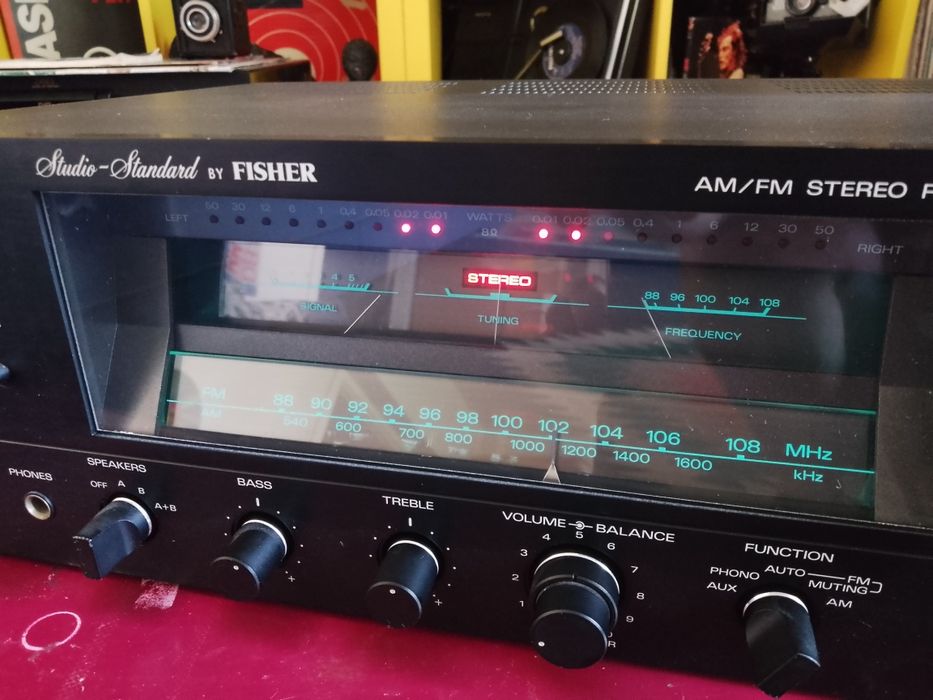 AS
Studio-Standard BY FISHER
AM/FM STEREO
LEFT 50 30 12 6 1 0.4 0.05 0.02 0.01 WATTS 0.01 0.02 0.05 0.4 1 6 12 30 50 RIGHT
8Ω
STEREO
4 5
SIGNAL
TUNING
88 96 100 104 108
FREQUENCY
FM 88 90 92 94 96 98 100 102 104 106 108 MHz
AM 540 600 700 800 1000 1200 1400 1600 kHz
PHONES
SPEAKERS
OFF A B A+B
BASS
+
TREBLE
+
VOLUME BALANCE
1 2 3 4 5 6 7 8 9
R
FUNCTION
AUX PHONO AUTO FM
MUTING
AM